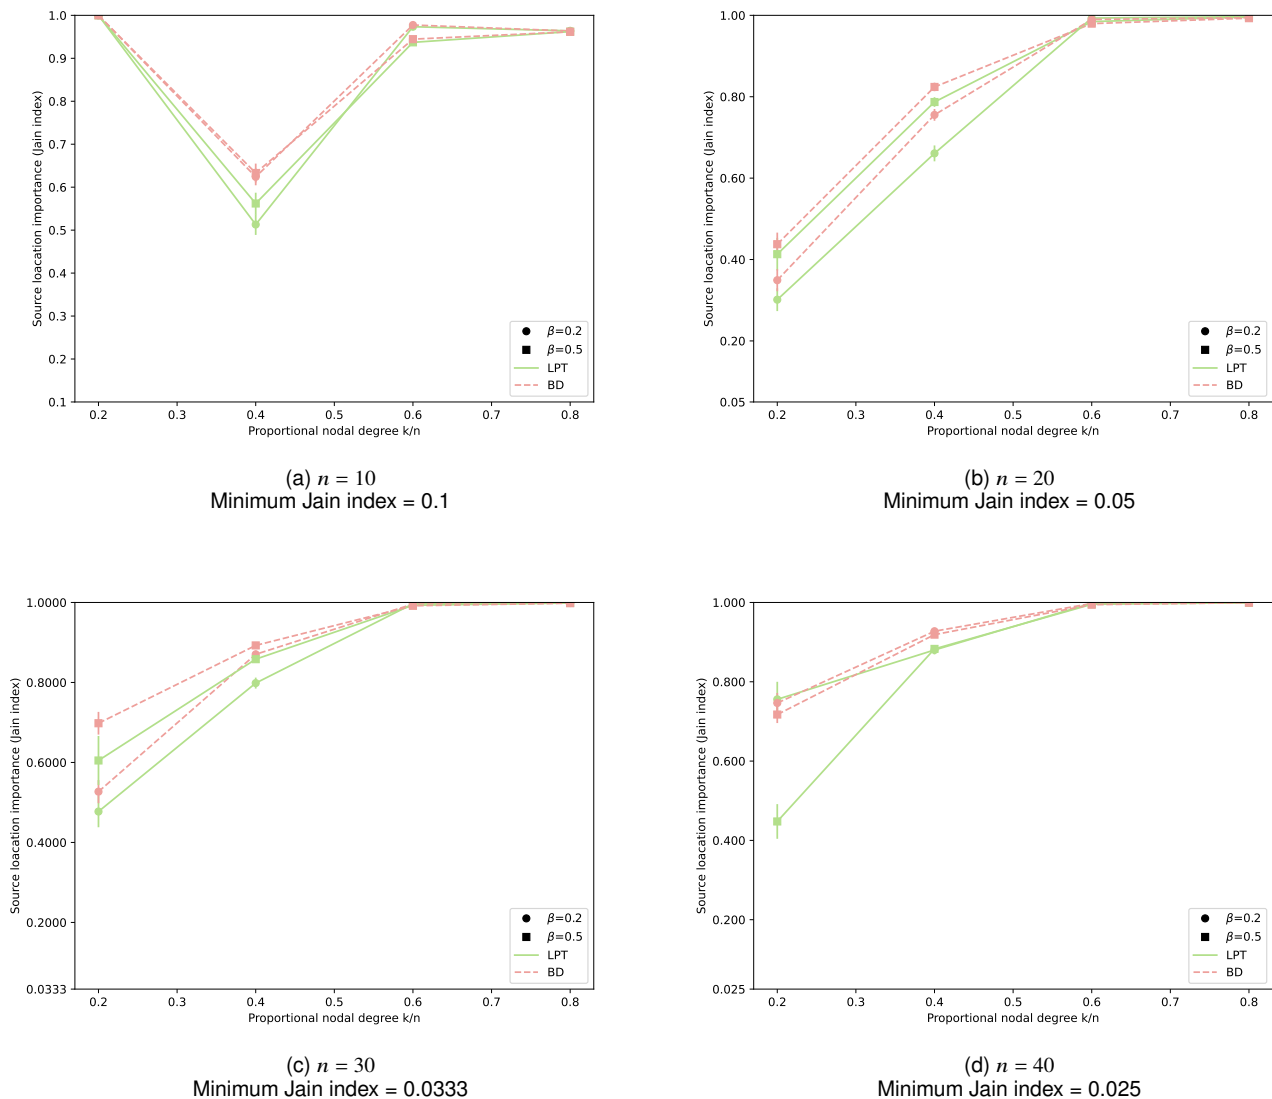 1.0
0.9
0.8
0.7
0.6
0.5
0.4
0.3
0.2
0.1
Source loacation importance (Jain index)
0.2 0.3 0.4 0.5 0.6 0.7 0.8
Proportional nodal degree k/n
β=0.2
β=0.5
LPT
BD
(a) n = 10
Minimum Jain index = 0.1
1.00
0.80
0.60
0.40
0.20
0.05
Source loacation importance (Jain index)
0.2 0.3 0.4 0.5 0.6 0.7 0.8
Proportional nodal degree k/n
β=0.2
β=0.5
LPT
BD
(b) n = 20
Minimum Jain index = 0.05
1.0000
0.8000
0.6000
0.4000
0.2000
0.0333
Source loacation importance (Jain index)
0.2 0.3 0.4 0.5 0.6 0.7 0.8
Proportional nodal degree k/n
β=0.2
β=0.5
LPT
BD
(c) n = 30
Minimum Jain index = 0.0333
1.000
0.800
0.600
0.400
0.200
0.025
Source loacation importance (Jain index)
0.2 0.3 0.4 0.5 0.6 0.7 0.8
Proportional nodal degree k/n
β=0.2
β=0.5
LPT
BD
(d) n = 40
Minimum Jain index = 0.025